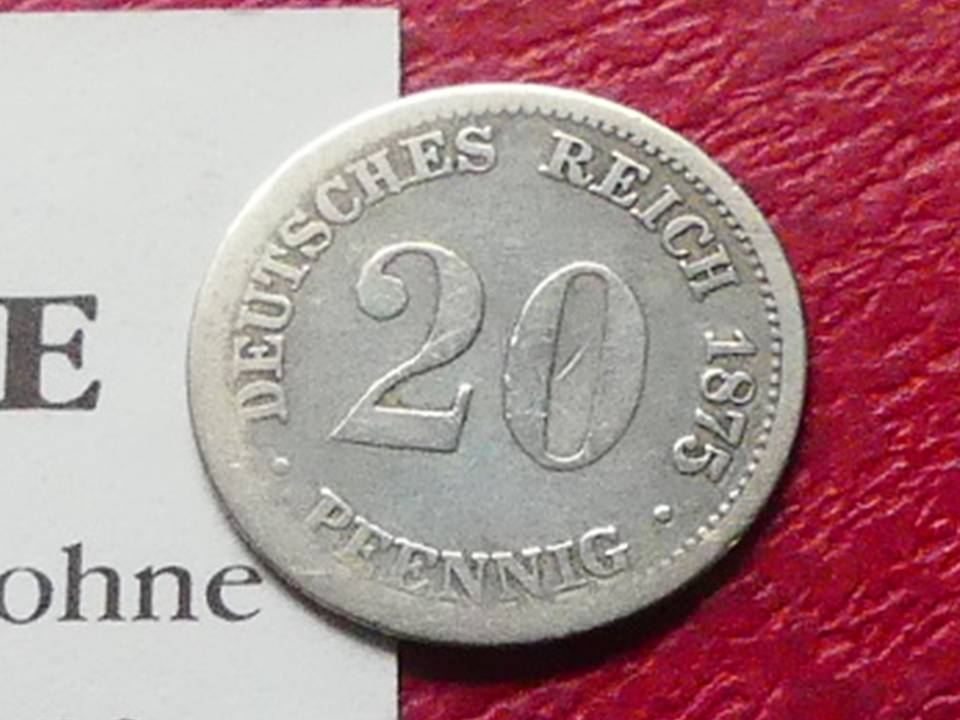 DEUTSCHES REICH 1875
20
PFENNIG
E
ohne